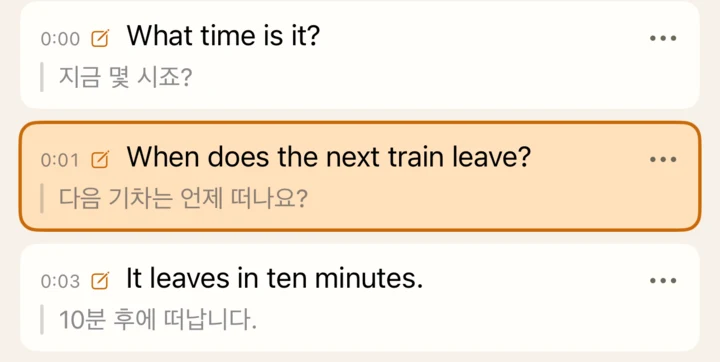 0:00 What time is it?
지금 몇 시죠?
0:01 When does the next train leave?
다음 기차는 언제 떠나요?
0:03 It leaves in ten minutes.
10분 후에 떠납니다.